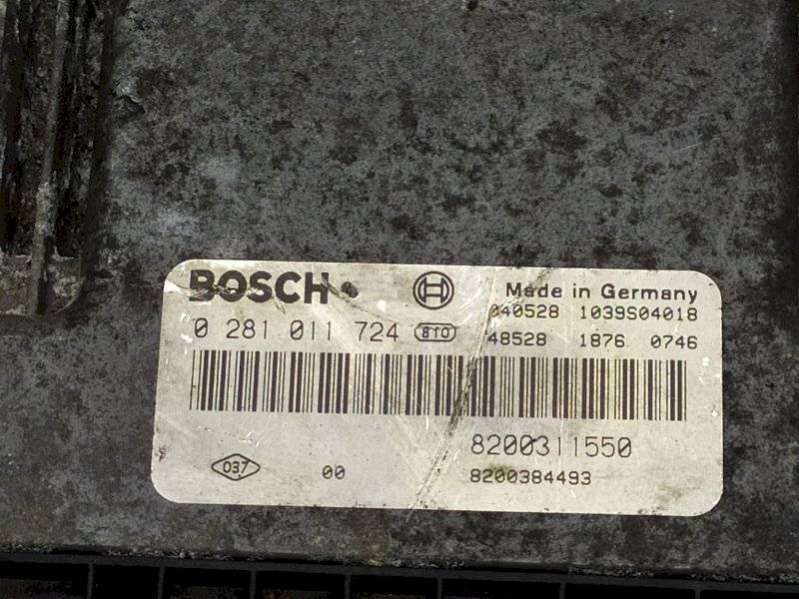 BOSCH Made in Germany
040528 1039S04018
0 281 011 724 810
48528 1876 0746
8200311550
037 00 8200384493